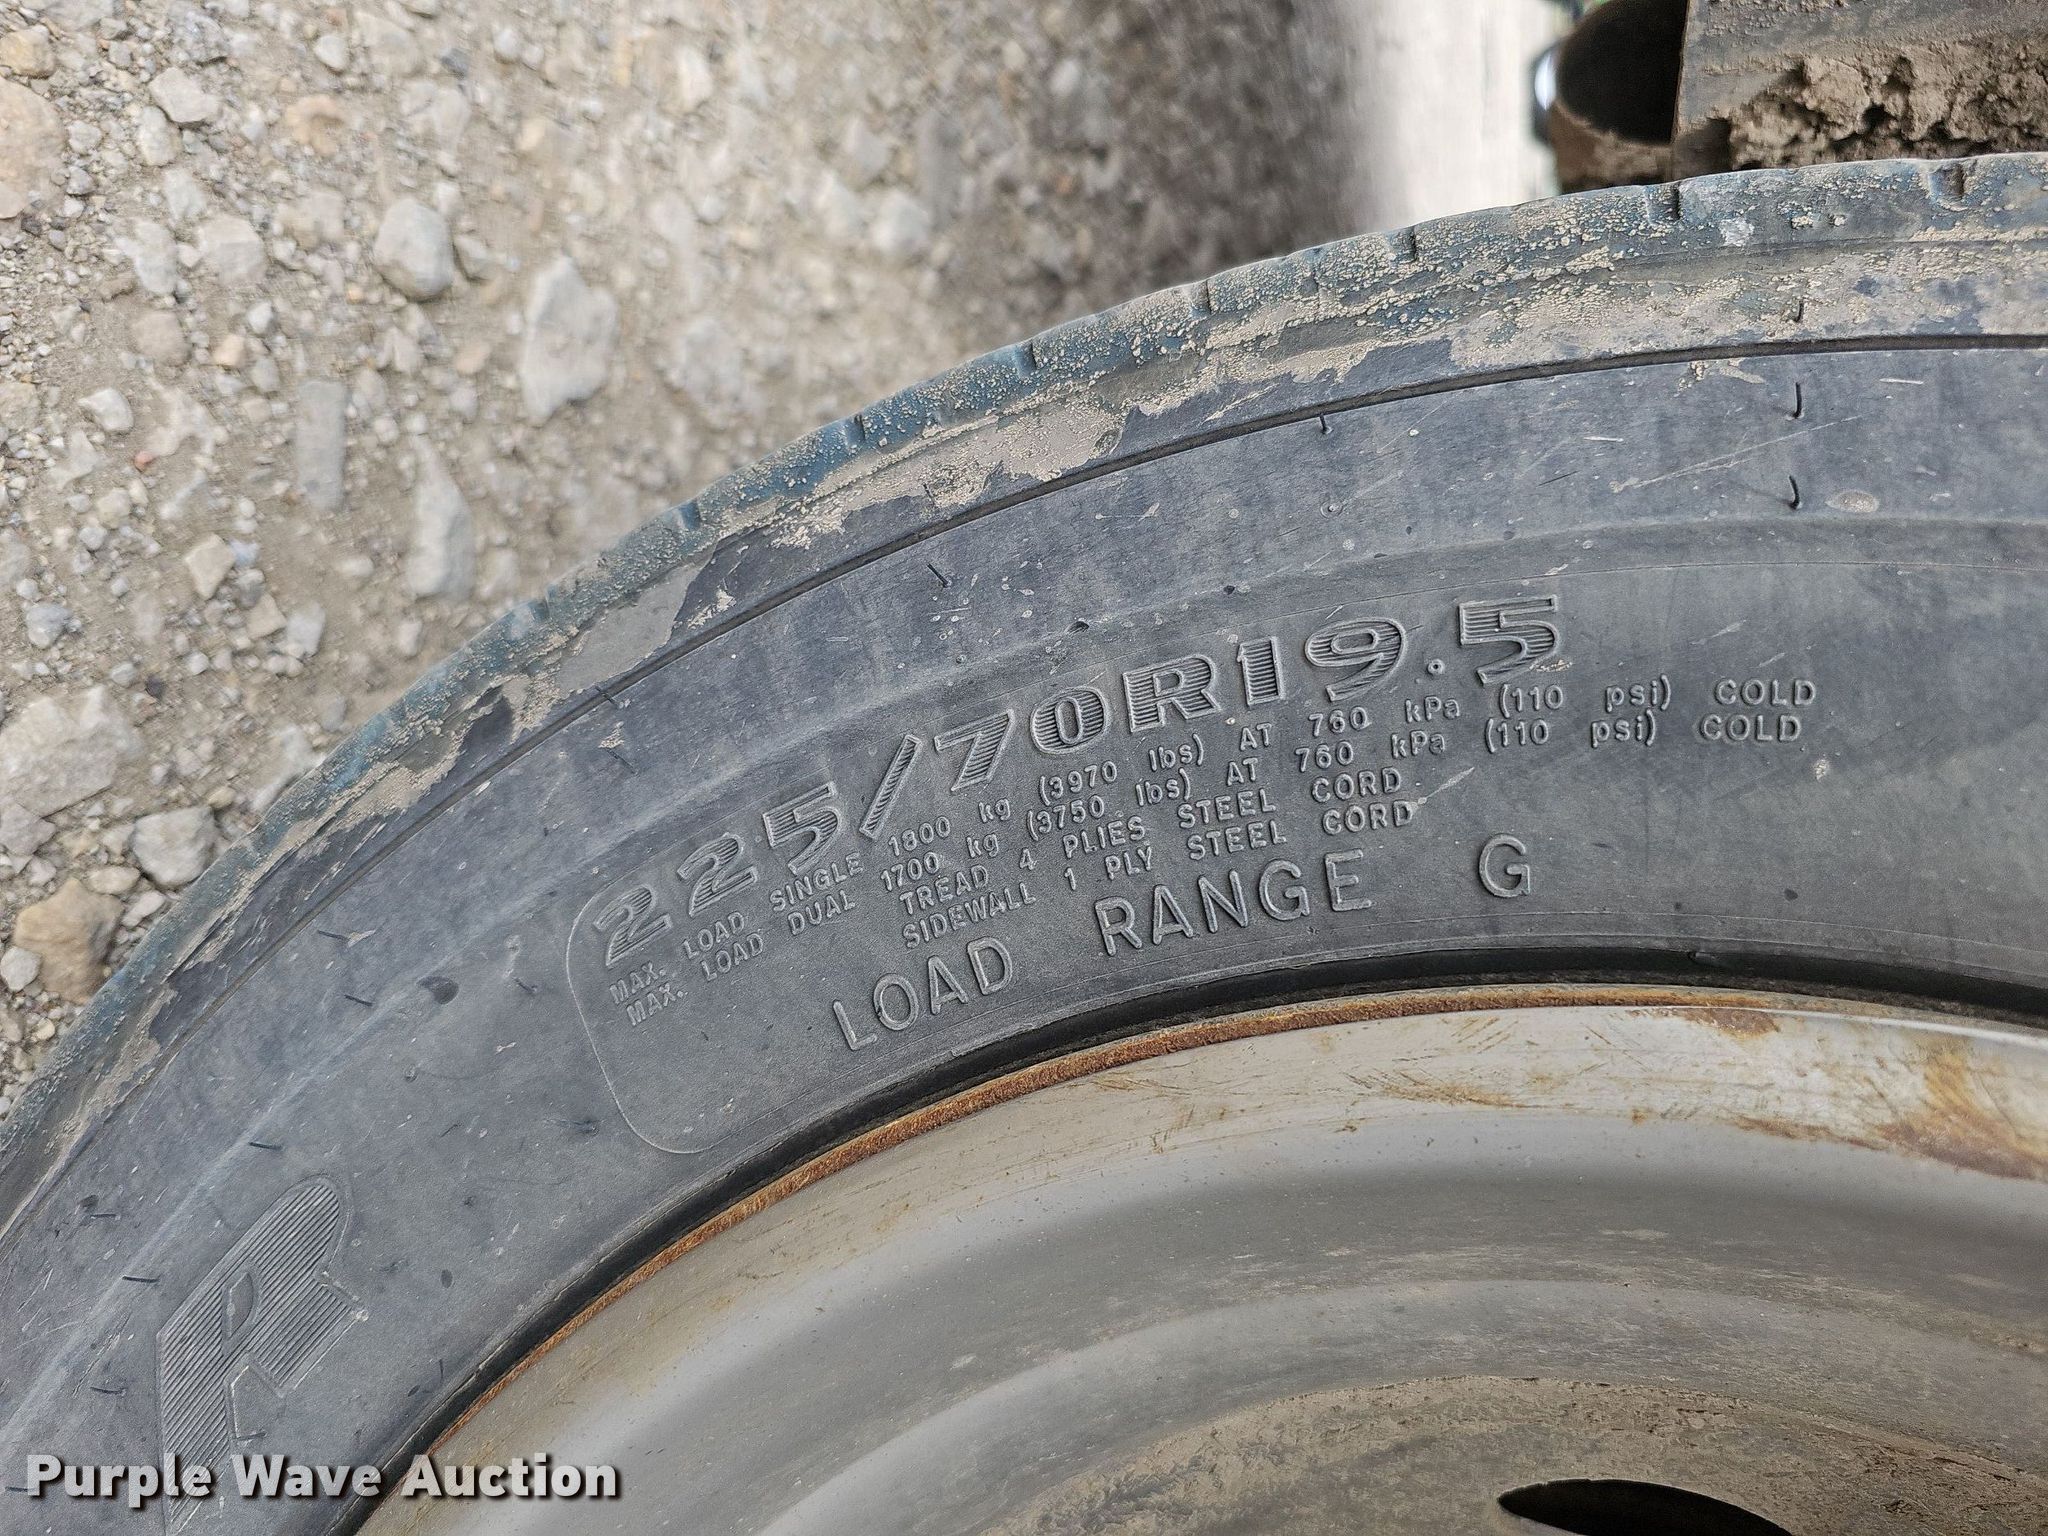 225/70R19.5
MAX. LOAD SINGLE 1800 kg (3970 lbs) AT 760 kPa (110 psi) COLD
MAX. LOAD DUAL 1700 kg (3750 lbs) AT 760 kPa (110 psi) COLD
TREAD 4 PLIES STEEL CORD
SIDEWALL 1 PLY STEEL CORD
LOAD RANGE G
R
Purple Wave Auction